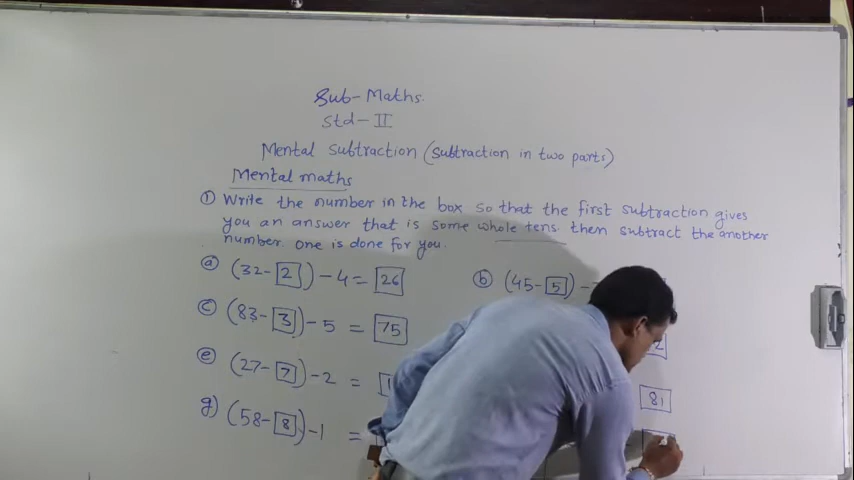 Sub- Maths.
Std- II
Mental subtraction (subtraction in two parts)
Mental maths
① Write the number in the box so that the first subtraction gives
you an answer that is some whole tens then subtract the another
number. one is done for you.
ⓐ (32- 2) - 4 = 26 ⓑ (45- 5) -
ⓒ (83- 3) - 5 = 75 2
ⓔ (27- 7) - 2 = 81
g) (58- 8) - 1 =